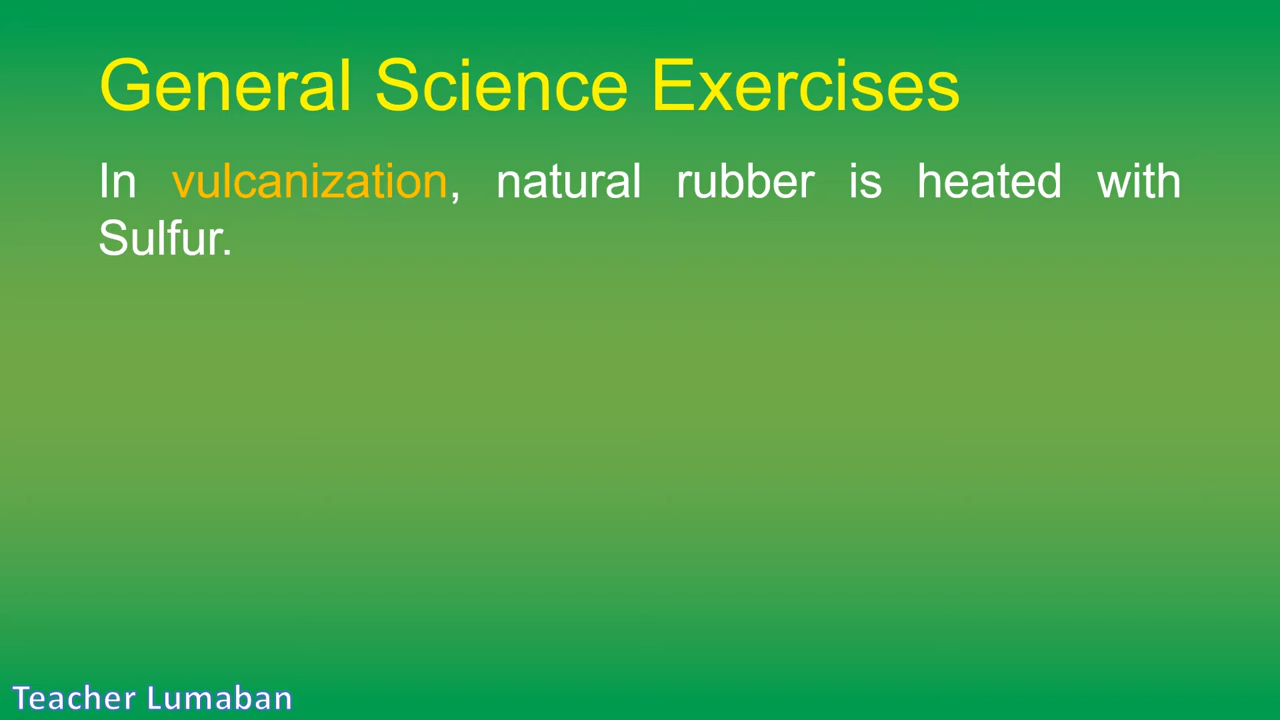 General Science Exercises
In vulcanization, natural rubber is heated with
Sulfur.
Teacher Lumaban